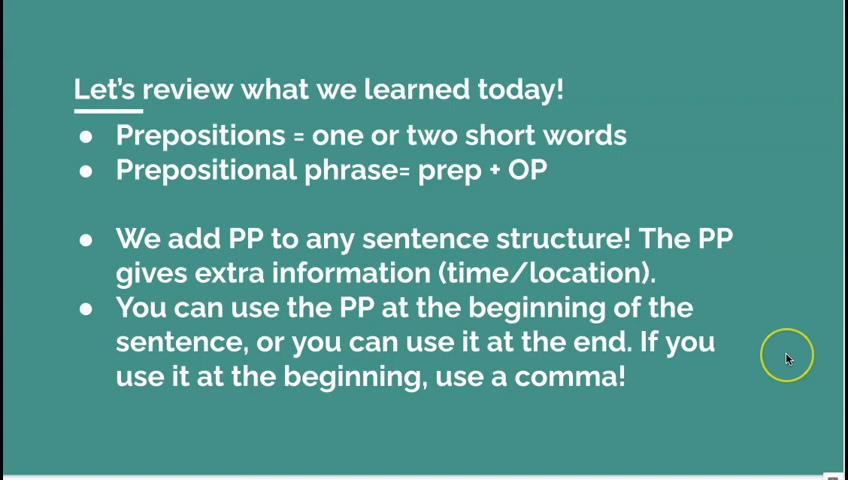 Let's review what we learned today!
● Prepositions = one or two short words
● Prepositional phrase= prep + OP
● We add PP to any sentence structure! The PP
gives extra information (time/location).
● You can use the PP at the beginning of the
sentence, or you can use it at the end. If you
use it at the beginning, use a comma!